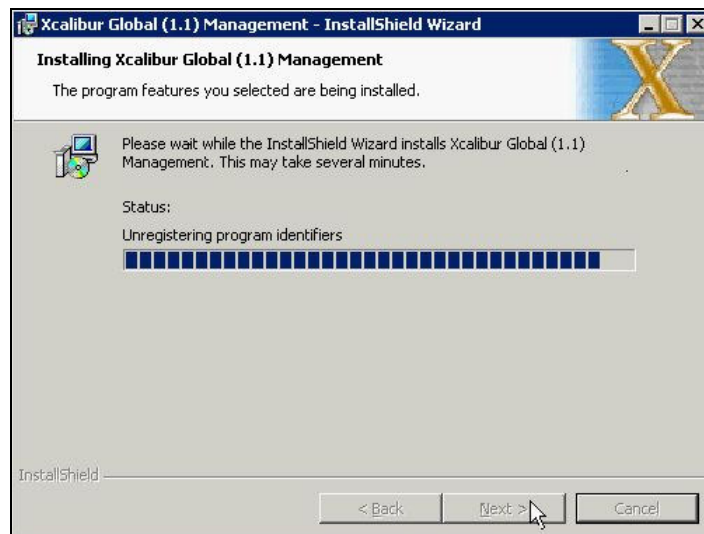 Xcalibur Global (1.1) Management - InstallShield Wizard
Installing Xcalibur Global (1.1) Management
The program features you selected are being installed.
X
Please wait while the InstallShield Wizard installs Xcalibur Global (1.1)
Management. This may take several minutes.
Status:
Unregistering program identifiers
InstallShield
< Back
Next >
Cancel